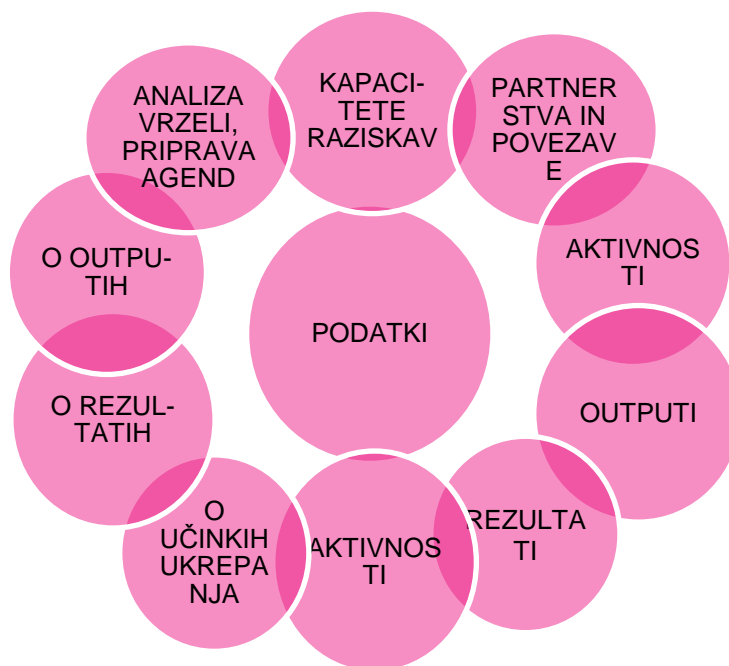 KAPACI-
TETE
RAZISKAV
PARTNER
STVA IN
POVEZAV
E
AKTIVNOS
TI
OUTPUTI
REZULTA
TI
AKTIVNOS
TI
O
UČINKIH
UKREPA
NJA
O REZUL-
TATIH
O OUTPU-
TIH
ANALIZA
VRZELI,
PRIPRAVA
AGEND
PODATKI